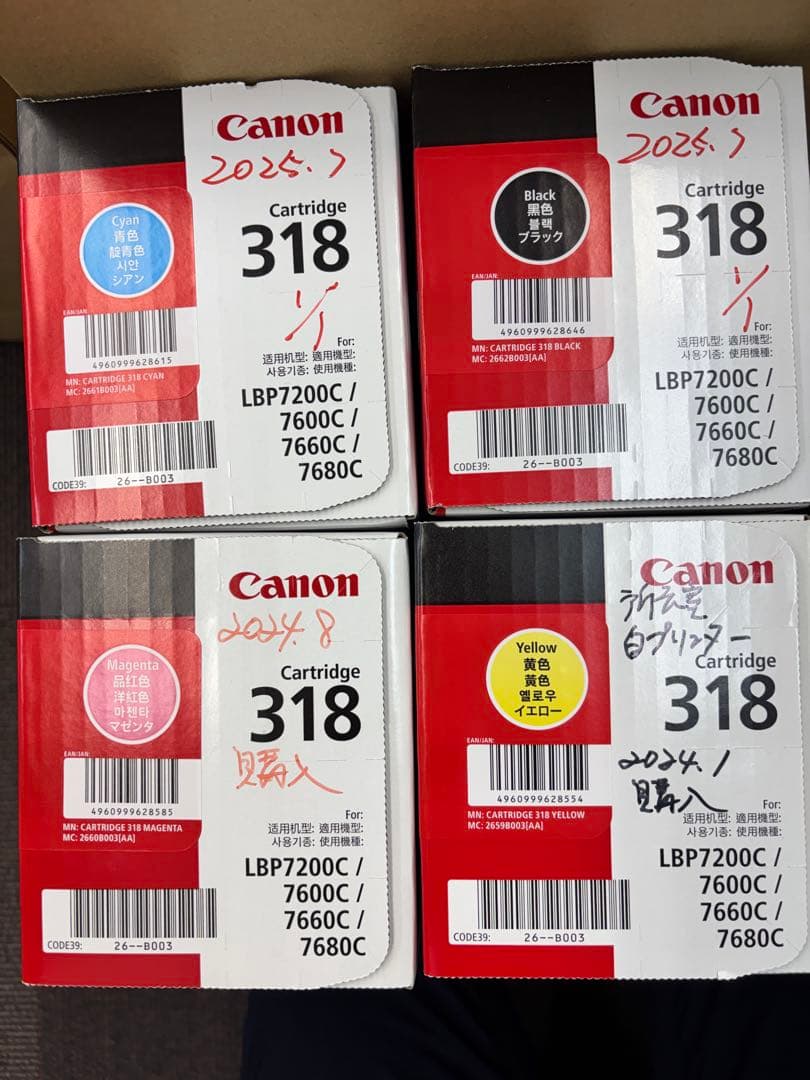 Canon
2025.7
Cyan
青色
靛青色
시안
シアン
Cartridge
318
1/1
EAN/JAN:
4960999628615
MN: CARTRIDGE 318 CYAN
MC: 2661B003[AA]
For:
适用机型: 適用機型:
사용기종: 使用機種:
LBP7200C /
7600C /
7660C /
7680C
CODE39:
26--B003
Canon
2025.7
Black
黑色
블랙
ブラック
Cartridge
318
1/1
EAN/JAN:
4960999628646
MN: CARTRIDGE 318 BLACK
MC: 2662B003[AA]
For:
适用机型: 適用機型:
사용기종: 使用機種:
LBP7200C /
7600C /
7660C /
7680C
CODE39:
26--B003
Canon
2024.8
Magenta
品红色
洋紅色
마젠타
マゼンタ
Cartridge
318
購入
EAN/JAN:
4960999628585
MN: CARTRIDGE 318 MAGENTA
MC: 2660B003[AA]
For:
适用机型: 適用機型:
사용기종: 使用機種:
LBP7200C /
7600C /
7660C /
7680C
CODE39:
26--B003
Canon
白プリンター
Yellow
黄色
黃色
옐로우
イエロー
Cartridge
318
2024.1
購入
EAN/JAN:
4960999628554
MN: CARTRIDGE 318 YELLOW
MC: 2659B003[AA]
For:
适用机型: 適用機型:
사용기종: 使用機種:
LBP7200C /
7600C /
7660C /
7680C
CODE39:
26--B003